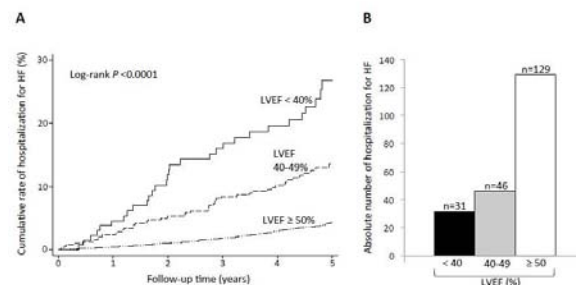 A
Cumulative rate of hospitalization for HF (%)
30
20
10
0
Log-rank P <0.0001
LVEF < 40%
LVEF
40-49%
LVEF ≥ 50%
0 1 2 3 4 5
Follow-up time (years)
B
Absolute number of hospitalization for HF
140
120
100
80
60
40
20
0
n=129
n=46
n=31
< 40 40-49 ≥ 50
LVEF (%)